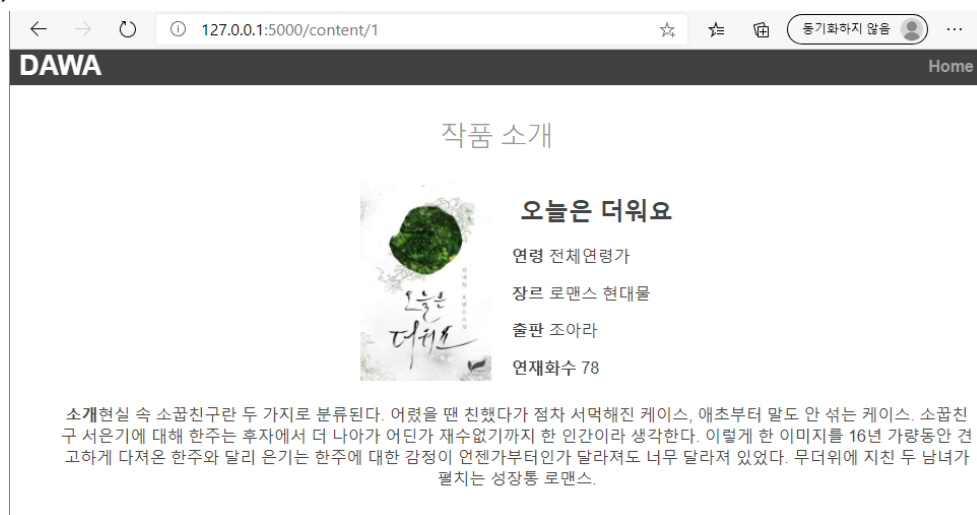 127.0.0.1:5000/content/1
동기화하지 않음
DAWA
Home
작품 소개
오늘은 더워요
연령 전체연령가
장르 로맨스 현대물
출판 조아라
연재화수 78
오늘은
더워요
소개현실 속 소꿉친구란 두 가지로 분류된다. 어렸을 땐 친했다가 점차 서먹해진 케이스, 애초부터 말도 안 섞는 케이스. 소꿉친
구 서은기에 대해 한주는 후자에서 더 나아가 어딘가 재수없기까지 한 인간이라 생각한다. 이렇게 한 이미지를 16년 가량동안 견
고하게 다져온 한주와 달리 은기는 한주에 대한 감정이 언젠가부터인가 달라져도 너무 달라져 있었다. 무더위에 지친 두 남녀가
펼치는 성장통 로맨스.